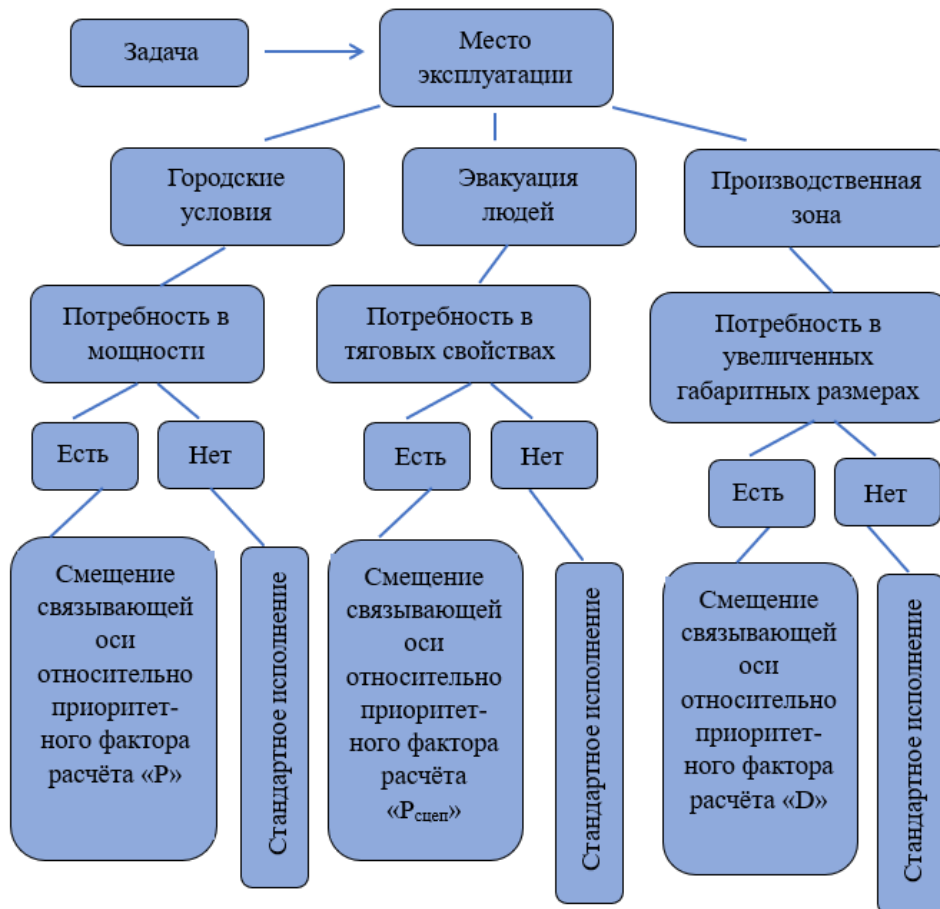 Задача
Место
эксплуатации
Городские
условия
Эвакуация
людей
Производственная
зона
Потребность в
мощности
Потребность в
тяговых свойствах
Потребность в
увеличенных
габаритных размерах
Есть
Нет
Есть
Нет
Есть
Нет
Смещение
связывающей
оси
относительно
приоритет-
ного фактора
расчёта «P»
Стандартное исполнение
Смещение
связывающей
оси
относительно
приоритет-
ного фактора
расчёта
«Pсцеп»
Стандартное исполнение
Смещение
связывающей
оси
относительно
приоритет-
ного фактора
расчёта «D»
Стандартное исполнение